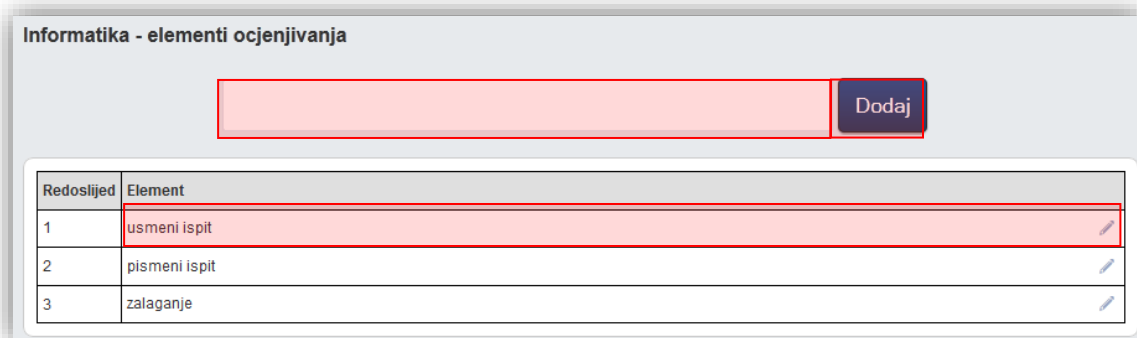 Informatika - elementi ocjenjivanja
Dodaj
Redoslijed Element
1 usmeni ispit
2 pismeni ispit
3 zalaganje